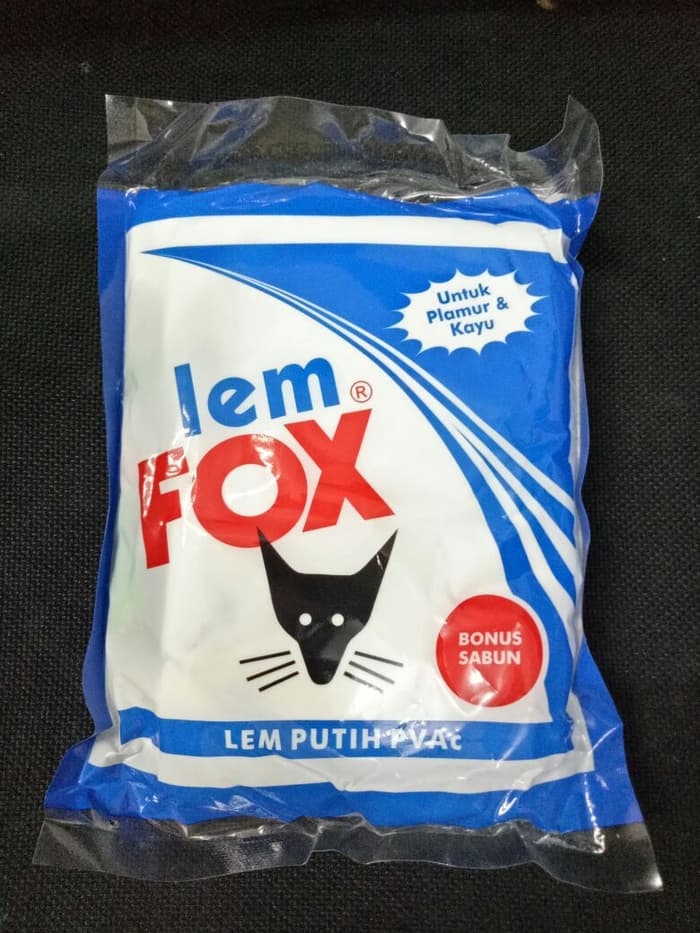 Untuk
Plamur &
Kayu
lem ®
FOX
BONUS
SABUN
LEM PUTIH PVAc